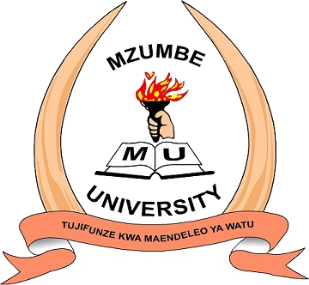 MZUMBE
M U
UNIVERSITY
TUJIFUNZE KWA MAENDELEO YA WATU